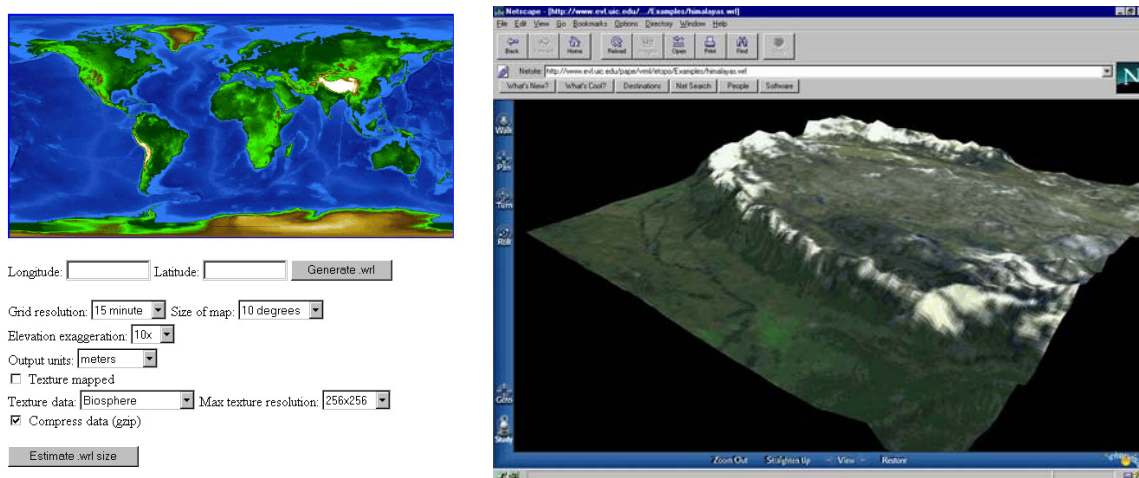 Longitude: Latitude: Generate .wrl
Grid resolution: 15 minute Size of map: 10 degrees
Elevation exaggeration: 10x
Output units: meters
Texture mapped
Texture data: Biosphere Max texture resolution: 256x256
Compress data (gzip)
Estimate .wrl size
Netscape - [http://www.evl.uic.edu/.../Examples/himalayas.wrl]
File Edit View Go Bookmarks Options Directory Window Help
Back Home Reload Open Print Find
Netsite: http://www.evl.uic.edu/pape/vrml/etopo/Examples/himalayas.wrl
What's New? What's Cool? Destinations Net Search People Software
N
Walk
Pan
Turn
Roll
Goto
Study
Zoom Out Straighten Up View Restore